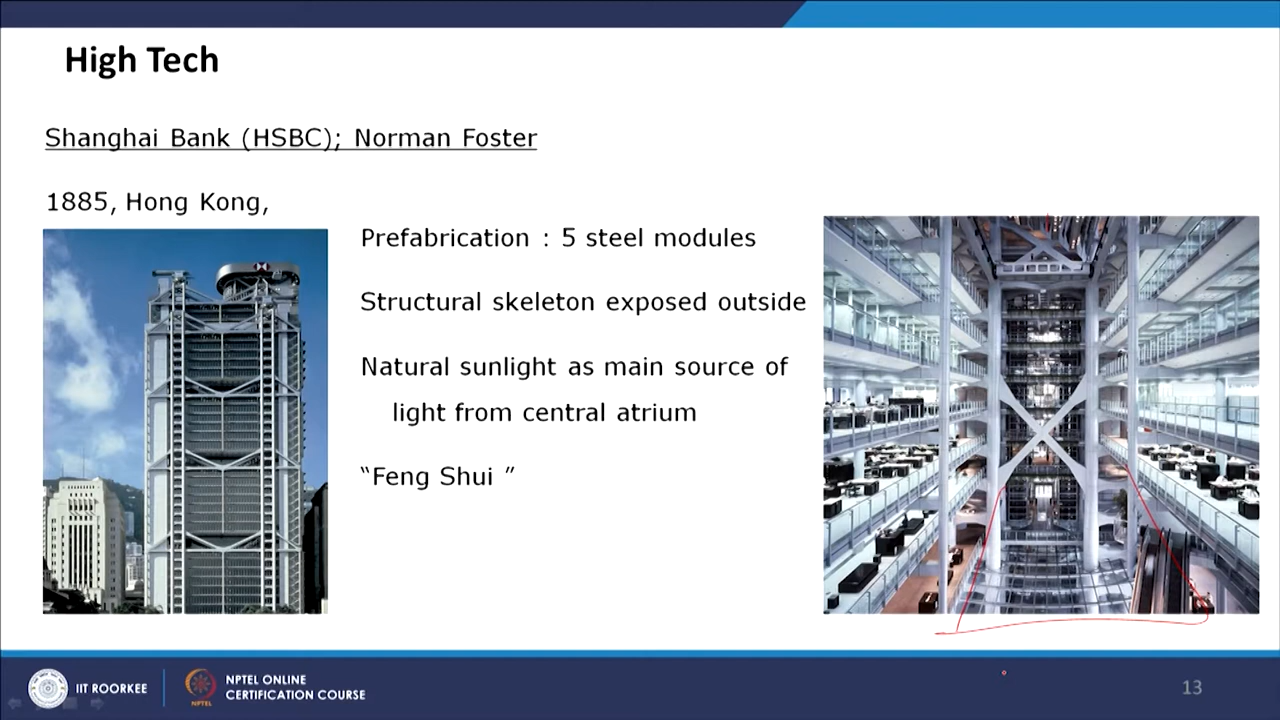 High Tech
Shanghai Bank (HSBC); Norman Foster
1885, Hong Kong,
Prefabrication : 5 steel modules
Structural skeleton exposed outside
Natural sunlight as main source of
light from central atrium
“Feng Shui ”
IIT ROORKEE
NPTEL
NPTEL ONLINE
CERTIFICATION COURSE
13